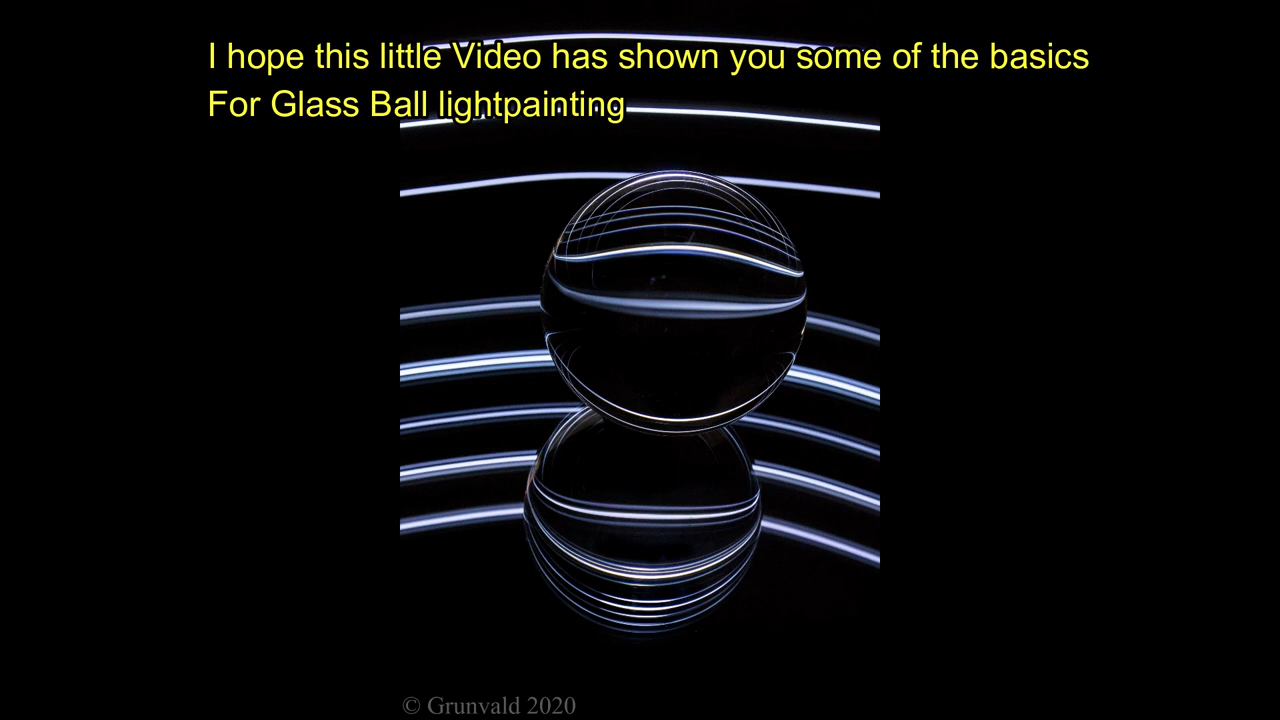 I hope this little Video has shown you some of the basics
For Glass Ball lightpainting
© Grunvald 2020